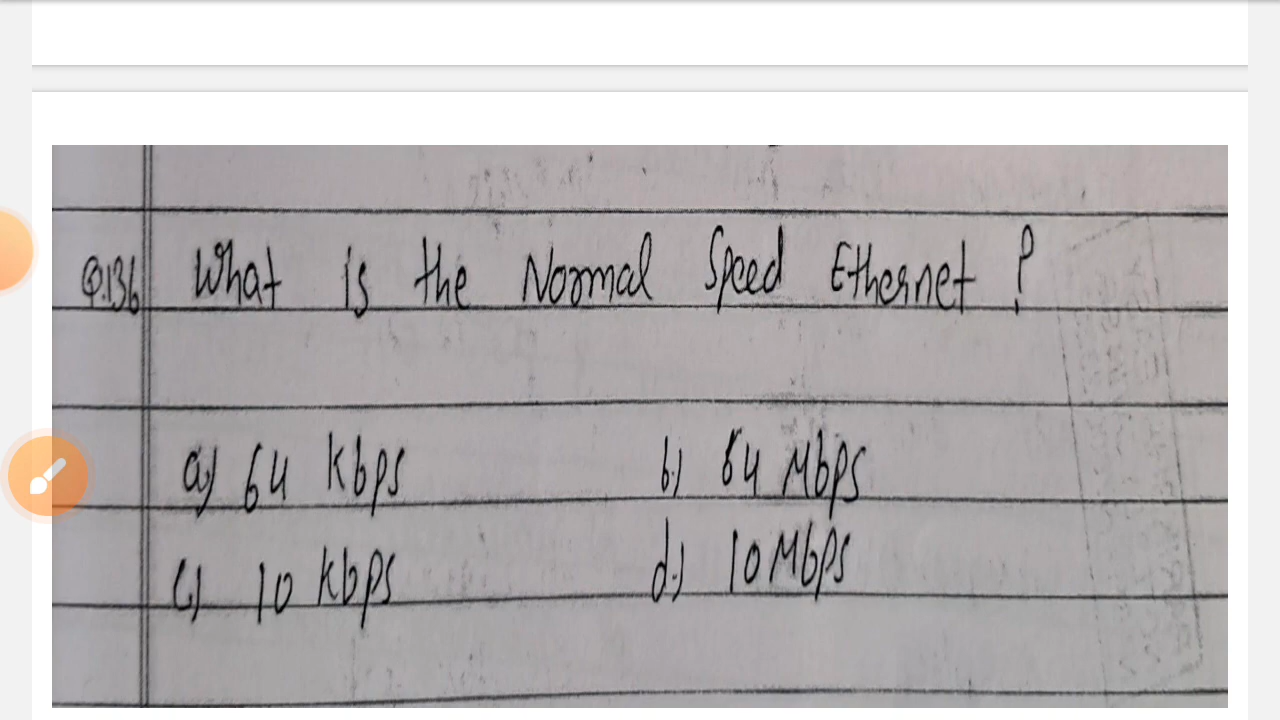 Q.136 What is the Normal Speed Ethernet ?
a) 64 Kbps b.) 64 Mbps
c) 10 Kbps d.) 10 Mbps